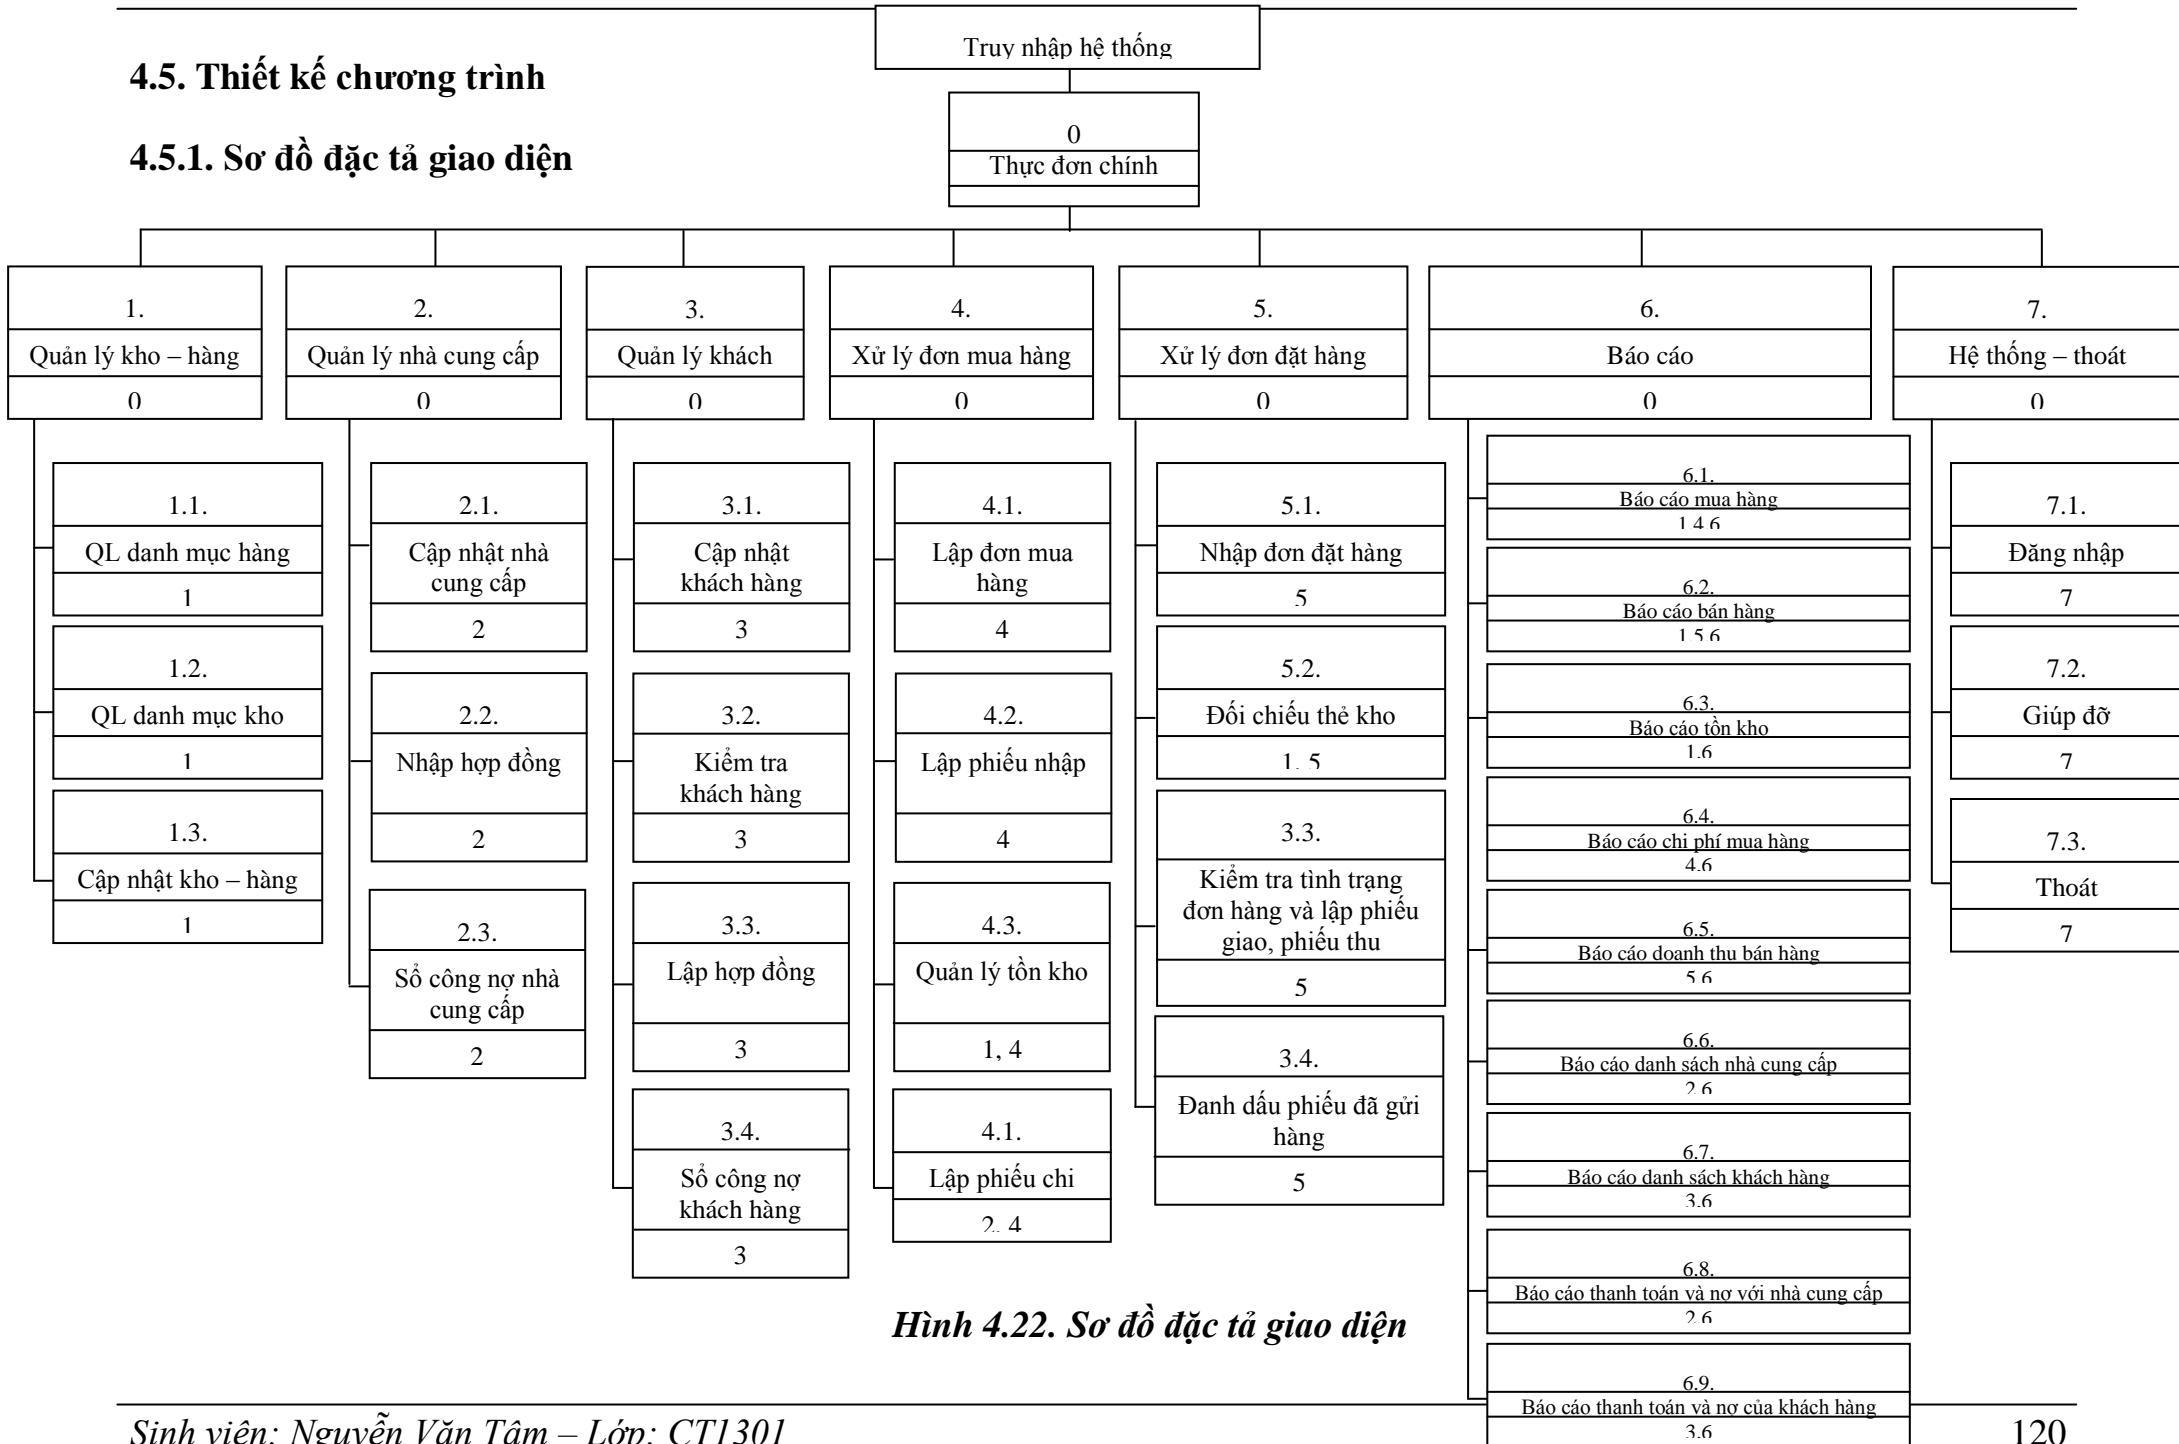 Truy nhập hệ thống
4.5. Thiết kế chương trình
4.5.1. Sơ đồ đặc tả giao diện
0
Thực đơn chính
1.
Quản lý kho – hàng
0
2.
Quản lý nhà cung cấp
0
3.
Quản lý khách
0
4.
Xử lý đơn mua hàng
0
5.
Xử lý đơn đặt hàng
0
6.
Báo cáo
0
7.
Hệ thống – thoát
0
1.1.
QL danh mục hàng
1
1.2.
QL danh mục kho
1
1.3.
Cập nhật kho – hàng
1
2.1.
Cập nhật nhà
cung cấp
2
2.2.
Nhập hợp đồng
2
2.3.
Sổ công nợ nhà
cung cấp
2
3.1.
Cập nhật
khách hàng
3
3.2.
Kiểm tra
khách hàng
3
3.3.
Lập hợp đồng
3
3.4.
Sổ công nợ
khách hàng
3
4.1.
Lập đơn mua
hàng
4
4.2.
Lập phiếu nhập
4
4.3.
Quản lý tồn kho
1, 4
4.1.
Lập phiếu chi
2, 4
5.1.
Nhập đơn đặt hàng
5
5.2.
Đối chiếu thẻ kho
1, 5
3.3.
Kiểm tra tình trạng
đơn hàng và lập phiếu
giao, phiếu thu
5
3.4.
Đanh dấu phiếu đã gửi
hàng
5
6.1.
Báo cáo mua hàng
1,4,6
6.2.
Báo cáo bán hàng
1,5,6
6.3.
Báo cáo tồn kho
1,6
6.4.
Báo cáo chi phí mua hàng
4,6
6.5.
Báo cáo doanh thu bán hàng
5,6
6.6.
Báo cáo danh sách nhà cung cấp
2,6
6.7.
Báo cáo danh sách khách hàng
3,6
6.8.
Báo cáo thanh toán và nợ với nhà cung cấp
2,6
6.9.
Báo cáo thanh toán và nợ của khách hàng
3,6
7.1.
Đăng nhập
7
7.2.
Giúp đỡ
7
7.3.
Thoát
7
Hình 4.22. Sơ đồ đặc tả giao diện
Sinh viên: Nguyễn Văn Tâm – Lớp: CT1301
120